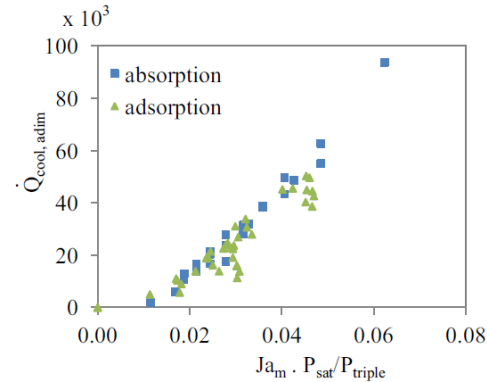 x 10³
100
80
60
40
20
0
absorption
adsorption
Q̇cool, adim
0.00 0.02 0.04 0.06 0.08
Jaₘ . Psat/Ptriple